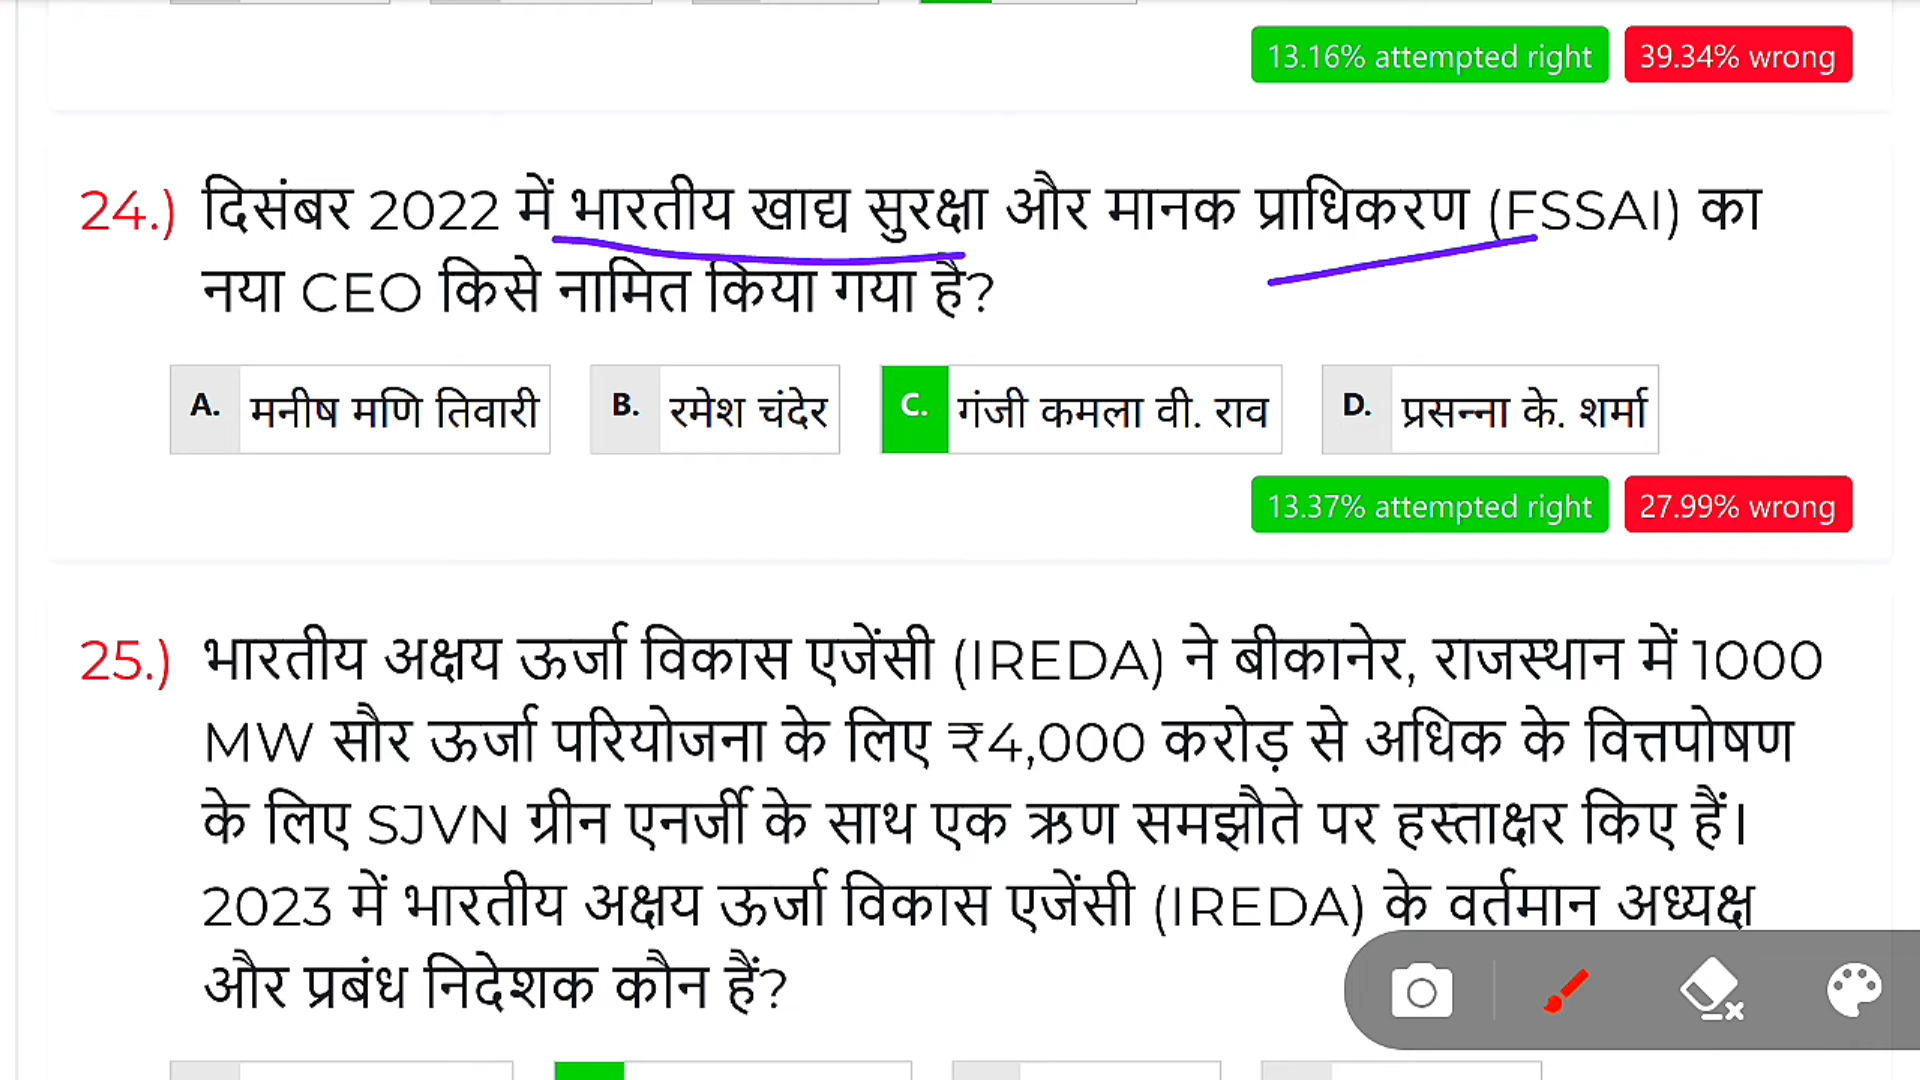 13.16% attempted right 39.34% wrong
24.) दिसंबर 2022 में भारतीय खाद्य सुरक्षा और मानक प्राधिकरण (FSSAI) का
नया CEO किसे नामित किया गया है?
A. मनीष मणि तिवारी B. रमेश चंदेर C. गंजी कमला वी. राव D. प्रसन्ना के. शर्मा
13.37% attempted right 27.99% wrong
25.) भारतीय अक्षय ऊर्जा विकास एजेंसी (IREDA) ने बीकानेर, राजस्थान में 1000
MW सौर ऊर्जा परियोजना के लिए ₹4,000 करोड़ से अधिक के वित्तपोषण
के लिए SJVN ग्रीन एनर्जी के साथ एक ऋण समझौते पर हस्ताक्षर किए हैं।
2023 में भारतीय अक्षय ऊर्जा विकास एजेंसी (IREDA) के वर्तमान अध्यक्ष
और प्रबंध निदेशक कौन हैं?